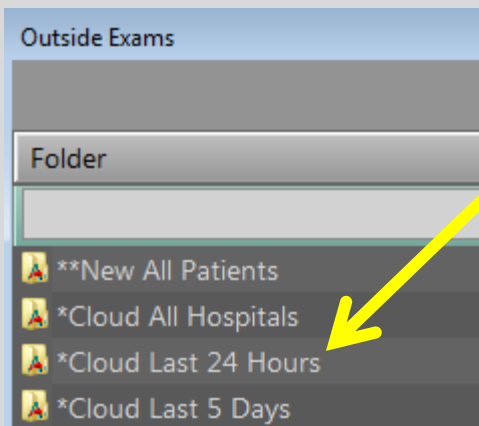 Outside Exams
Folder
**New All Patients
*Cloud All Hospitals
*Cloud Last 24 Hours
*Cloud Last 5 Days